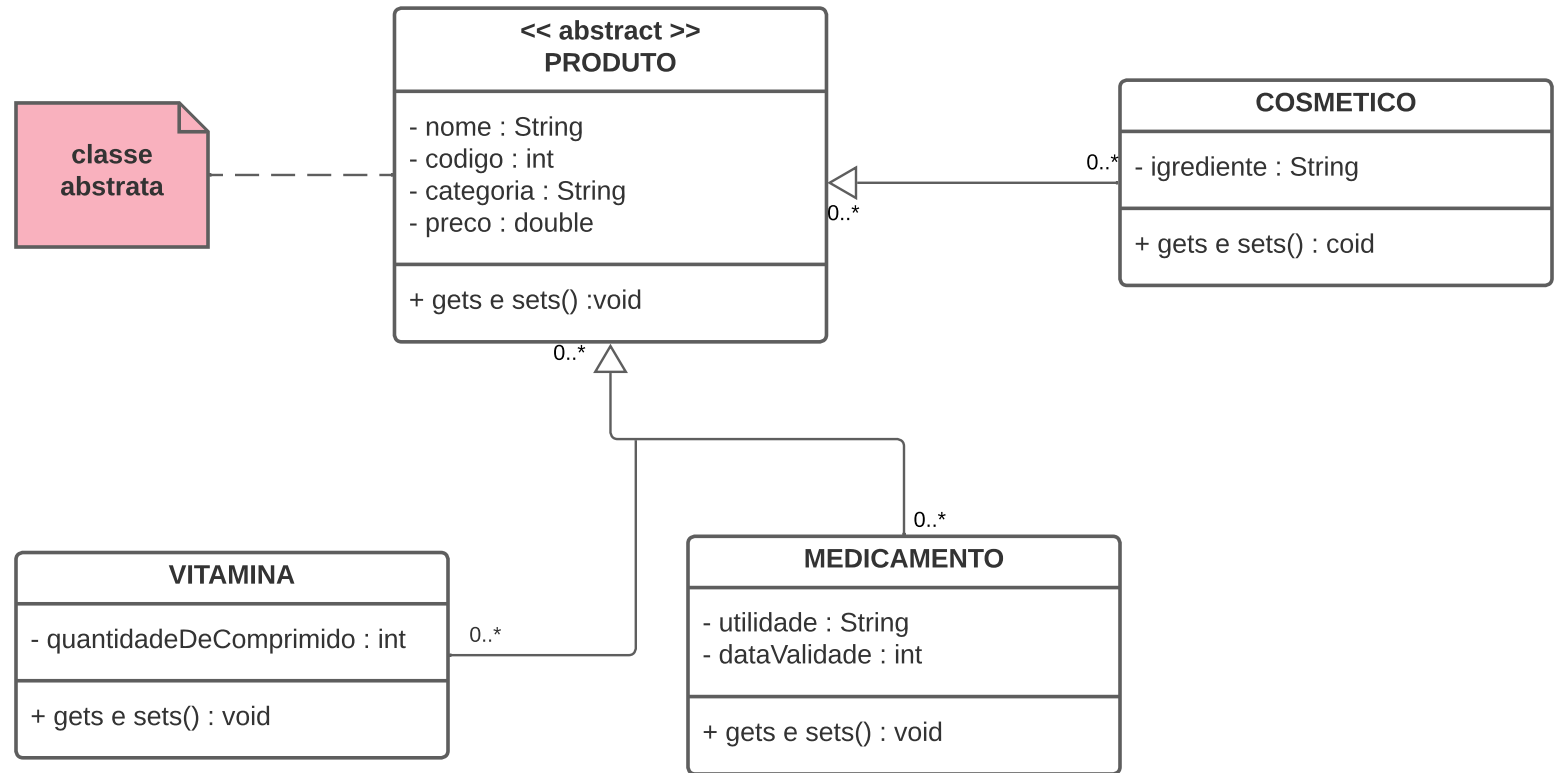 << abstract >>
PRODUTO
- nome : String
- codigo : int
- categoria : String
- preco : double
+ gets e sets() :void
classe
abstrata
COSMETICO
- igrediente : String
+ gets e sets() : coid
0..*
0..*
0..*
0..*
0..*
VITAMINA
- quantidadeDeComprimido : int
+ gets e sets() : void
MEDICAMENTO
- utilidade : String
- dataValidade : int
+ gets e sets() : void